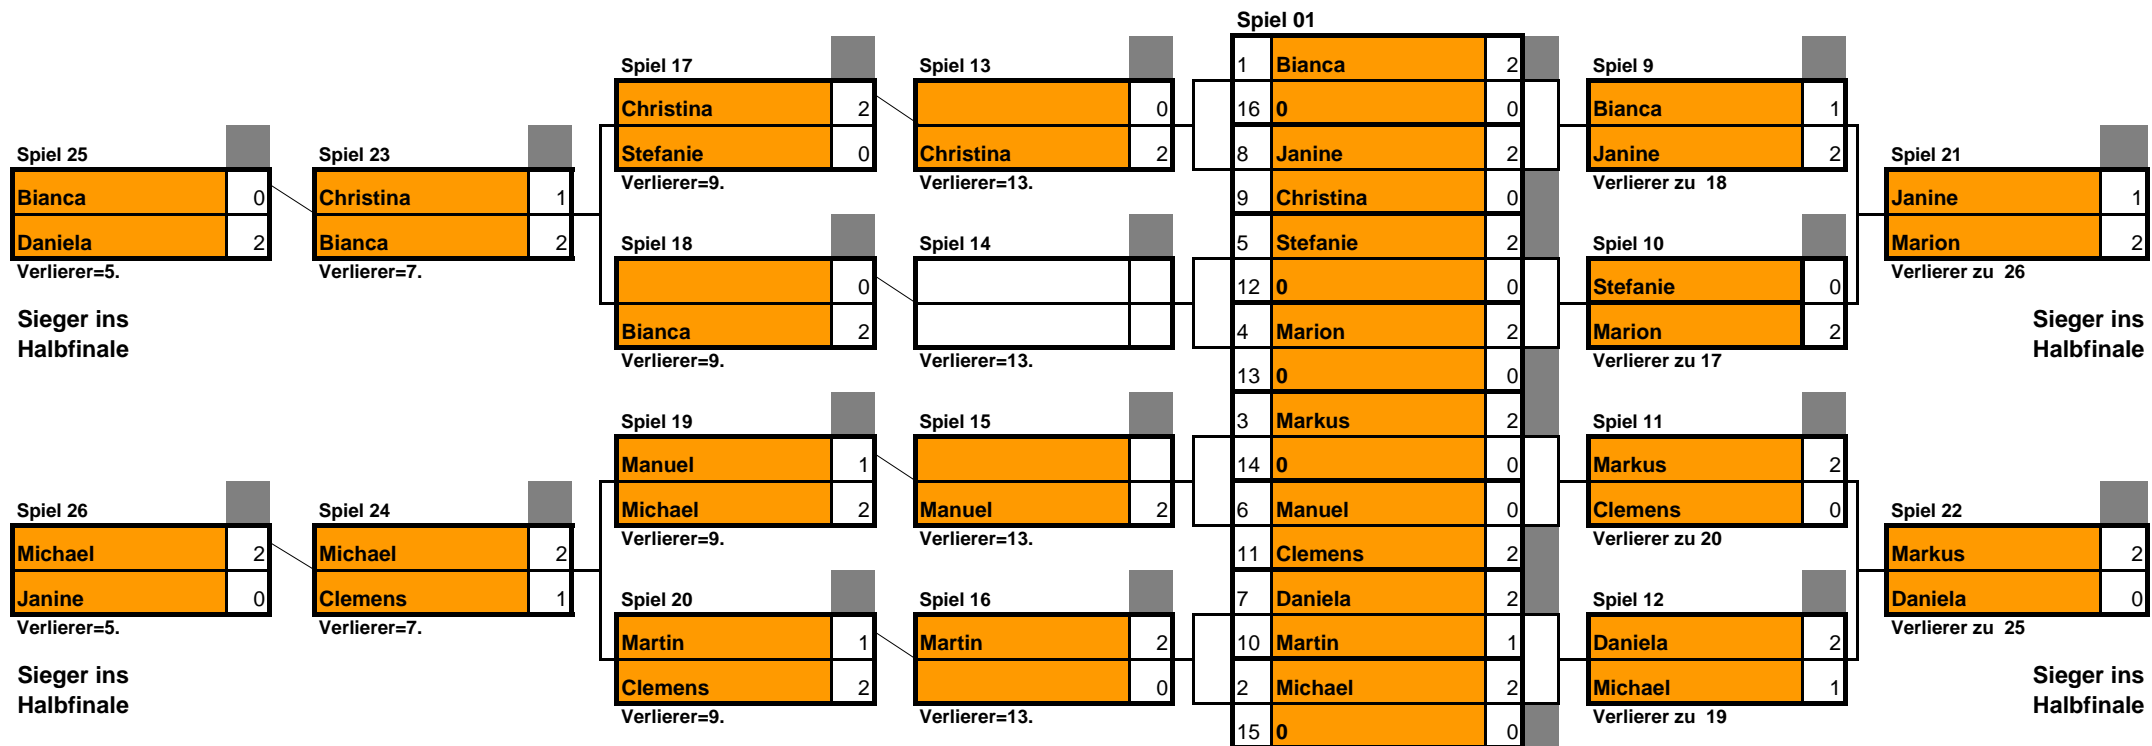 Spiel 01
1 Bianca 2
16 0 0
8 Janine 2
9 Christina 0
5 Stefanie 2
12 0 0
4 Marion 2
13 0 0
3 Markus 2
14 0 0
6 Manuel 0
11 Clemens 2
7 Daniela 2
10 Martin 1
2 Michael 2
15 0 0
Spiel 25
Bianca 0
Daniela 2
Verlierer=5.
Sieger ins
Halbfinale
Spiel 26
Michael 2
Janine 0
Verlierer=5.
Sieger ins
Halbfinale
Spiel 23
Christina 1
Bianca 2
Verlierer=7.
Spiel 24
Michael 2
Clemens 1
Verlierer=7.
Spiel 17
Christina 2
Stefanie 0
Verlierer=9.
Spiel 18
0
Bianca 2
Verlierer=9.
Spiel 19
Manuel 1
Michael 2
Verlierer=9.
Spiel 20
Martin 1
Clemens 2
Verlierer=9.
Spiel 13
0
Christina 2
Verlierer=13.
Spiel 14
Verlierer=13.
Spiel 15
Manuel 2
Verlierer=13.
Spiel 16
Martin 2
0
Verlierer=13.
Spiel 9
Bianca 1
Janine 2
Verlierer zu 18
Spiel 10
Stefanie 0
Marion 2
Verlierer zu 17
Spiel 11
Markus 2
Clemens 0
Verlierer zu 20
Spiel 12
Daniela 2
Michael 1
Verlierer zu 19
Spiel 21
Janine 1
Marion 2
Verlierer zu 26
Sieger ins
Halbfinale
Spiel 22
Markus 2
Daniela 0
Verlierer zu 25
Sieger ins
Halbfinale